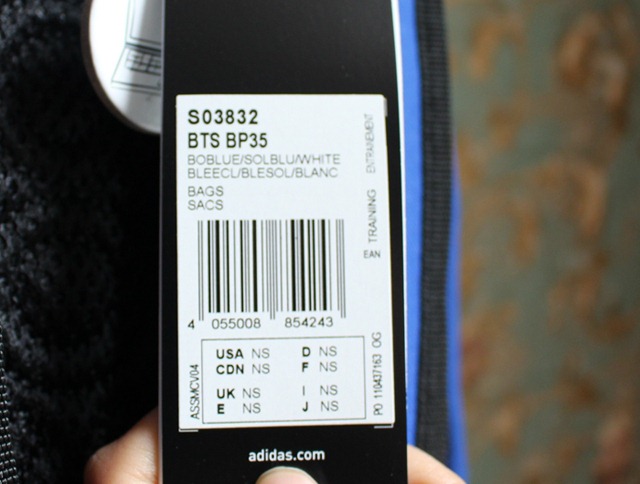 S03832
BTS BP35
BOBLUE/SOLBLU/WHITE
BLEECL/BLESOL/BLANC
BAGS
SACS
ENTRAINEMENT
TRAINING
EAN
4 055008 854243
USA NS D NS
CDN NS F NS
UK NS I NS
E NS J NS
ASSMCV04
PO 110437163 OG
adidas.com